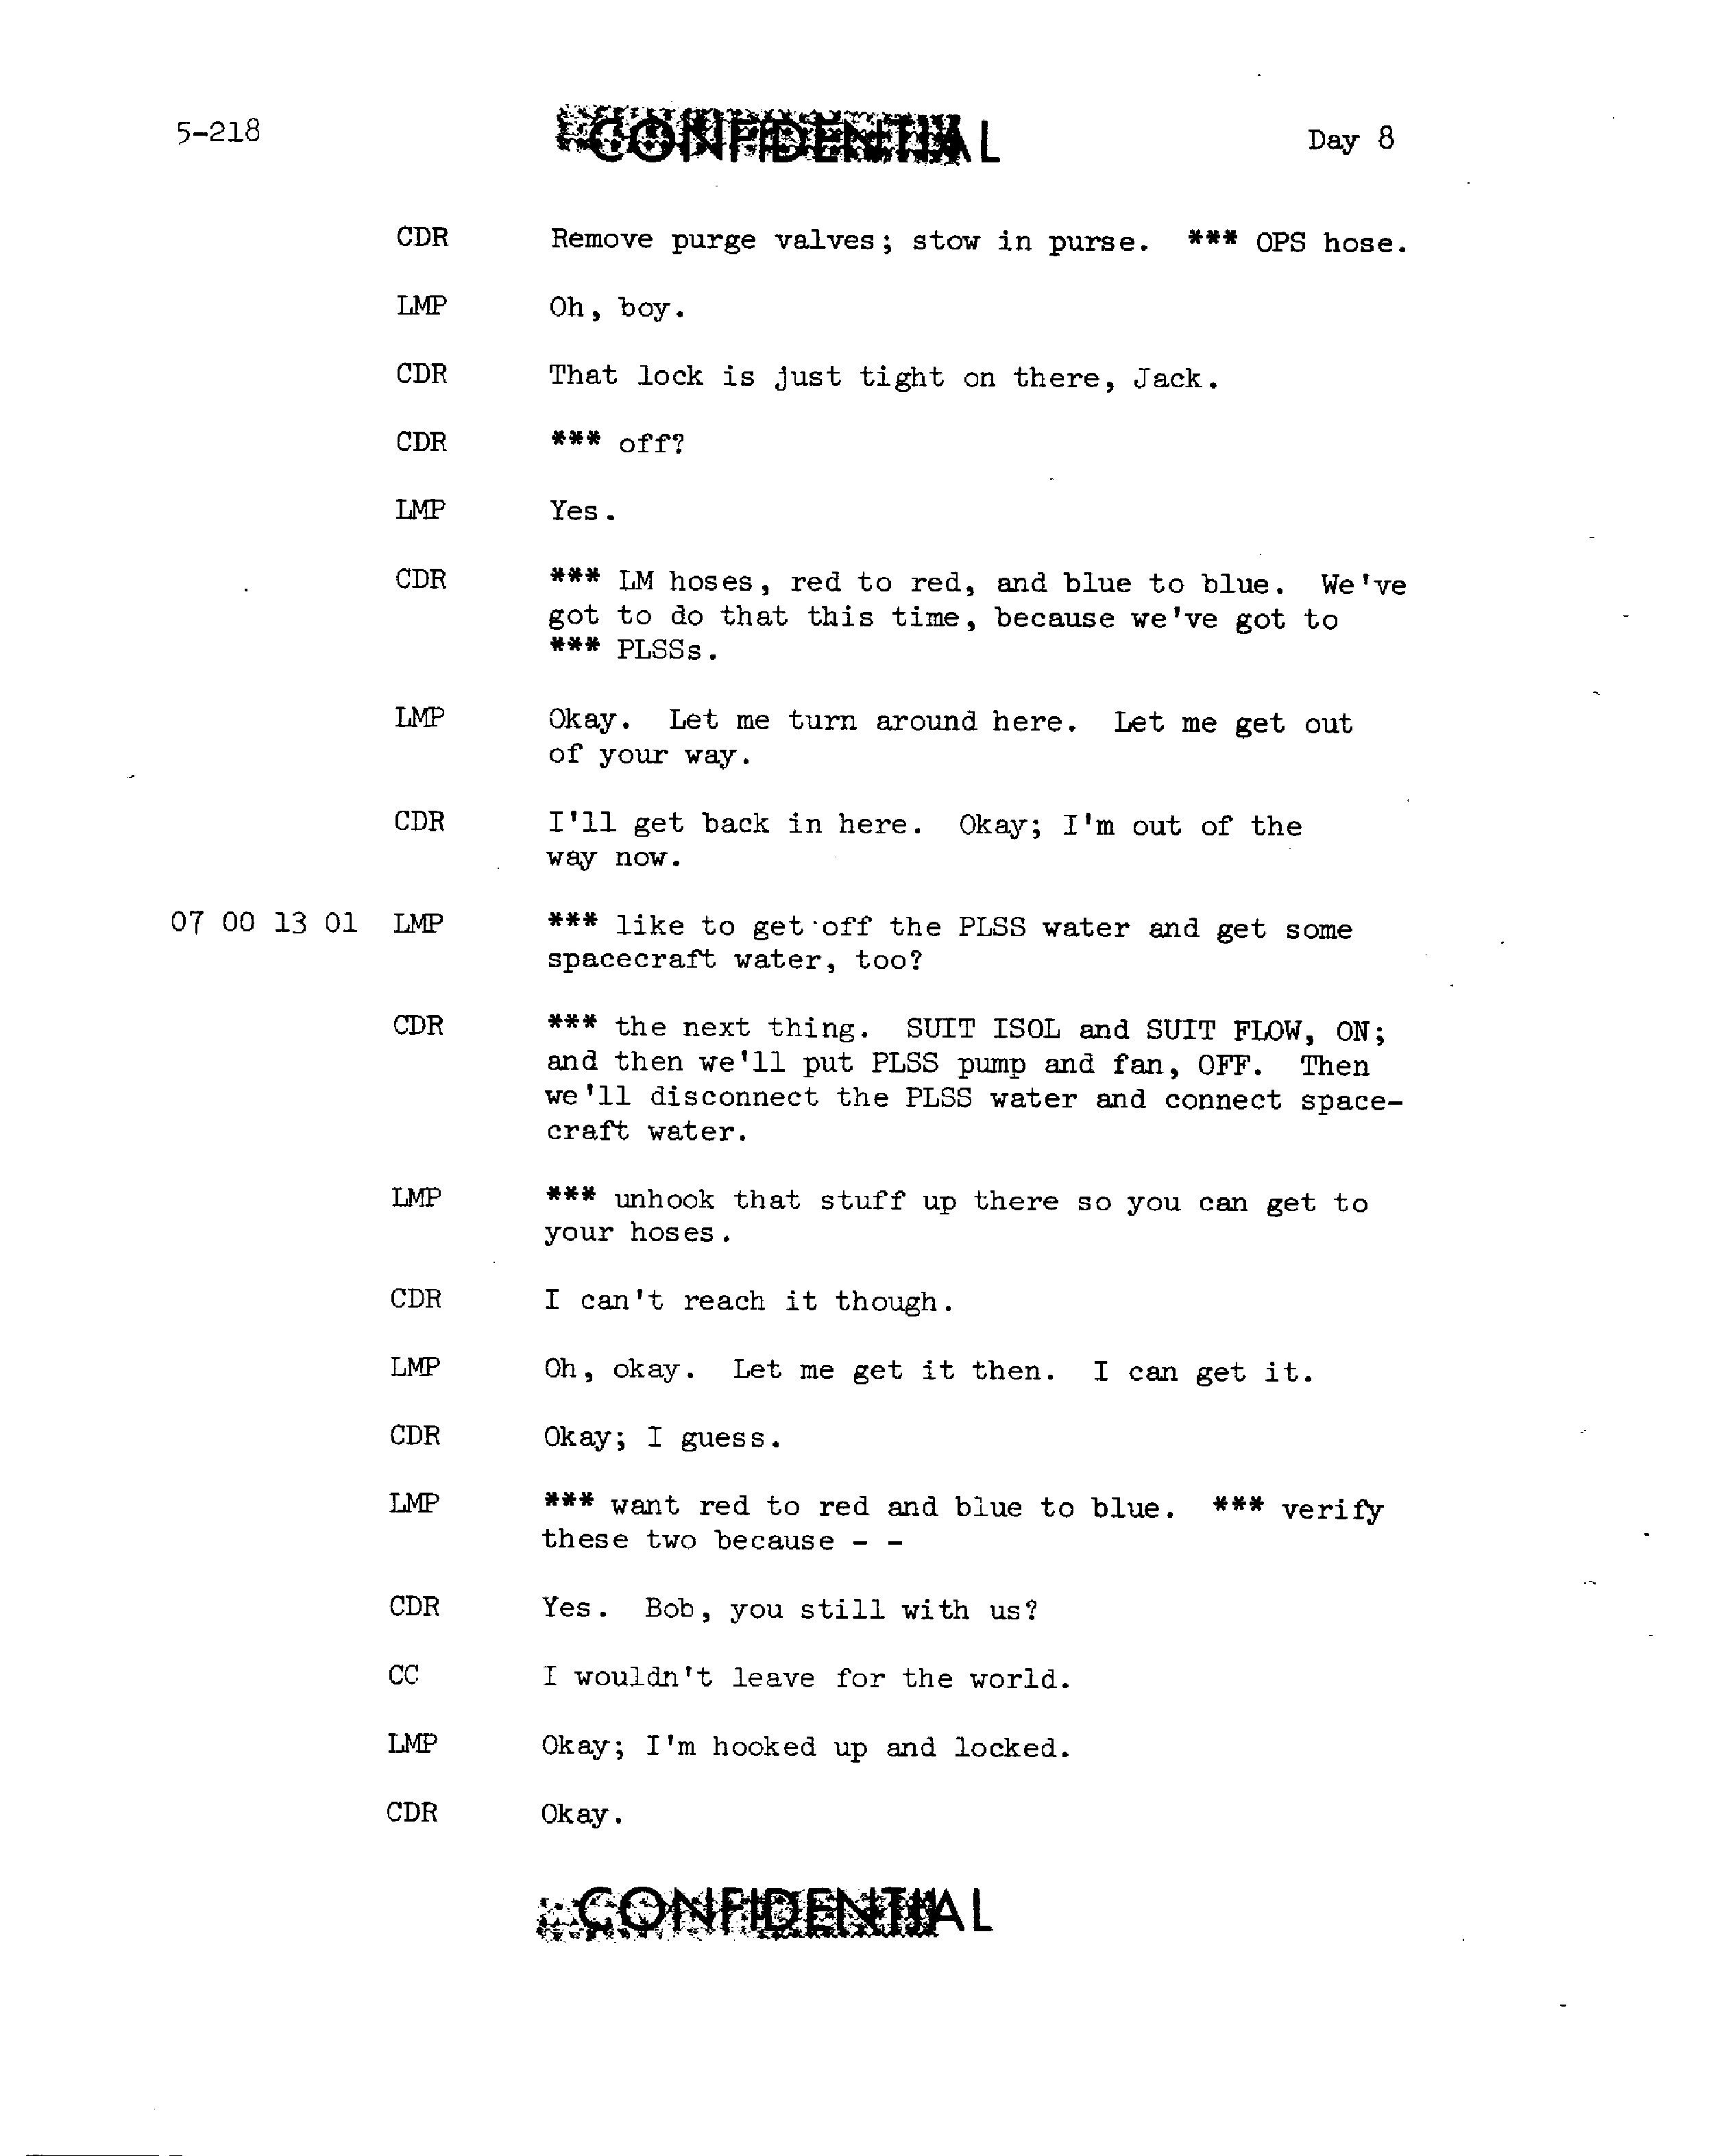 5-218 CONFIDENTIAL Day 8
CDR Remove purge valves; stow in purse. *** OPS hose.
LMP Oh, boy.
CDR That lock is just tight on there, Jack.
CDR *** off?
LMP Yes.
CDR *** LM hoses, red to red, and blue to blue. We've
got to do that this time, because we've got to
*** PLSSs.
LMP Okay. Let me turn around here. Let me get out
of your way.
CDR I'll get back in here. Okay; I'm out of the
way now.
07 00 13 01 LMP *** like to get off the PLSS water and get some
spacecraft water, too?
CDR *** the next thing. SUIT ISOL and SUIT FLOW, ON;
and then we'll put PLSS pump and fan, OFF. Then
we'll disconnect the PLSS water and connect space-
craft water.
LMP *** unhook that stuff up there so you can get to
your hoses.
CDR I can't reach it though.
LMP Oh, okay. Let me get it then. I can get it.
CDR Okay; I guess.
LMP *** want red to red and blue to blue. *** verify
these two because - -
CDR Yes. Bob, you still with us?
CC I wouldn't leave for the world.
LMP Okay; I'm hooked up and locked.
CDR Okay.
CONFIDENTIAL